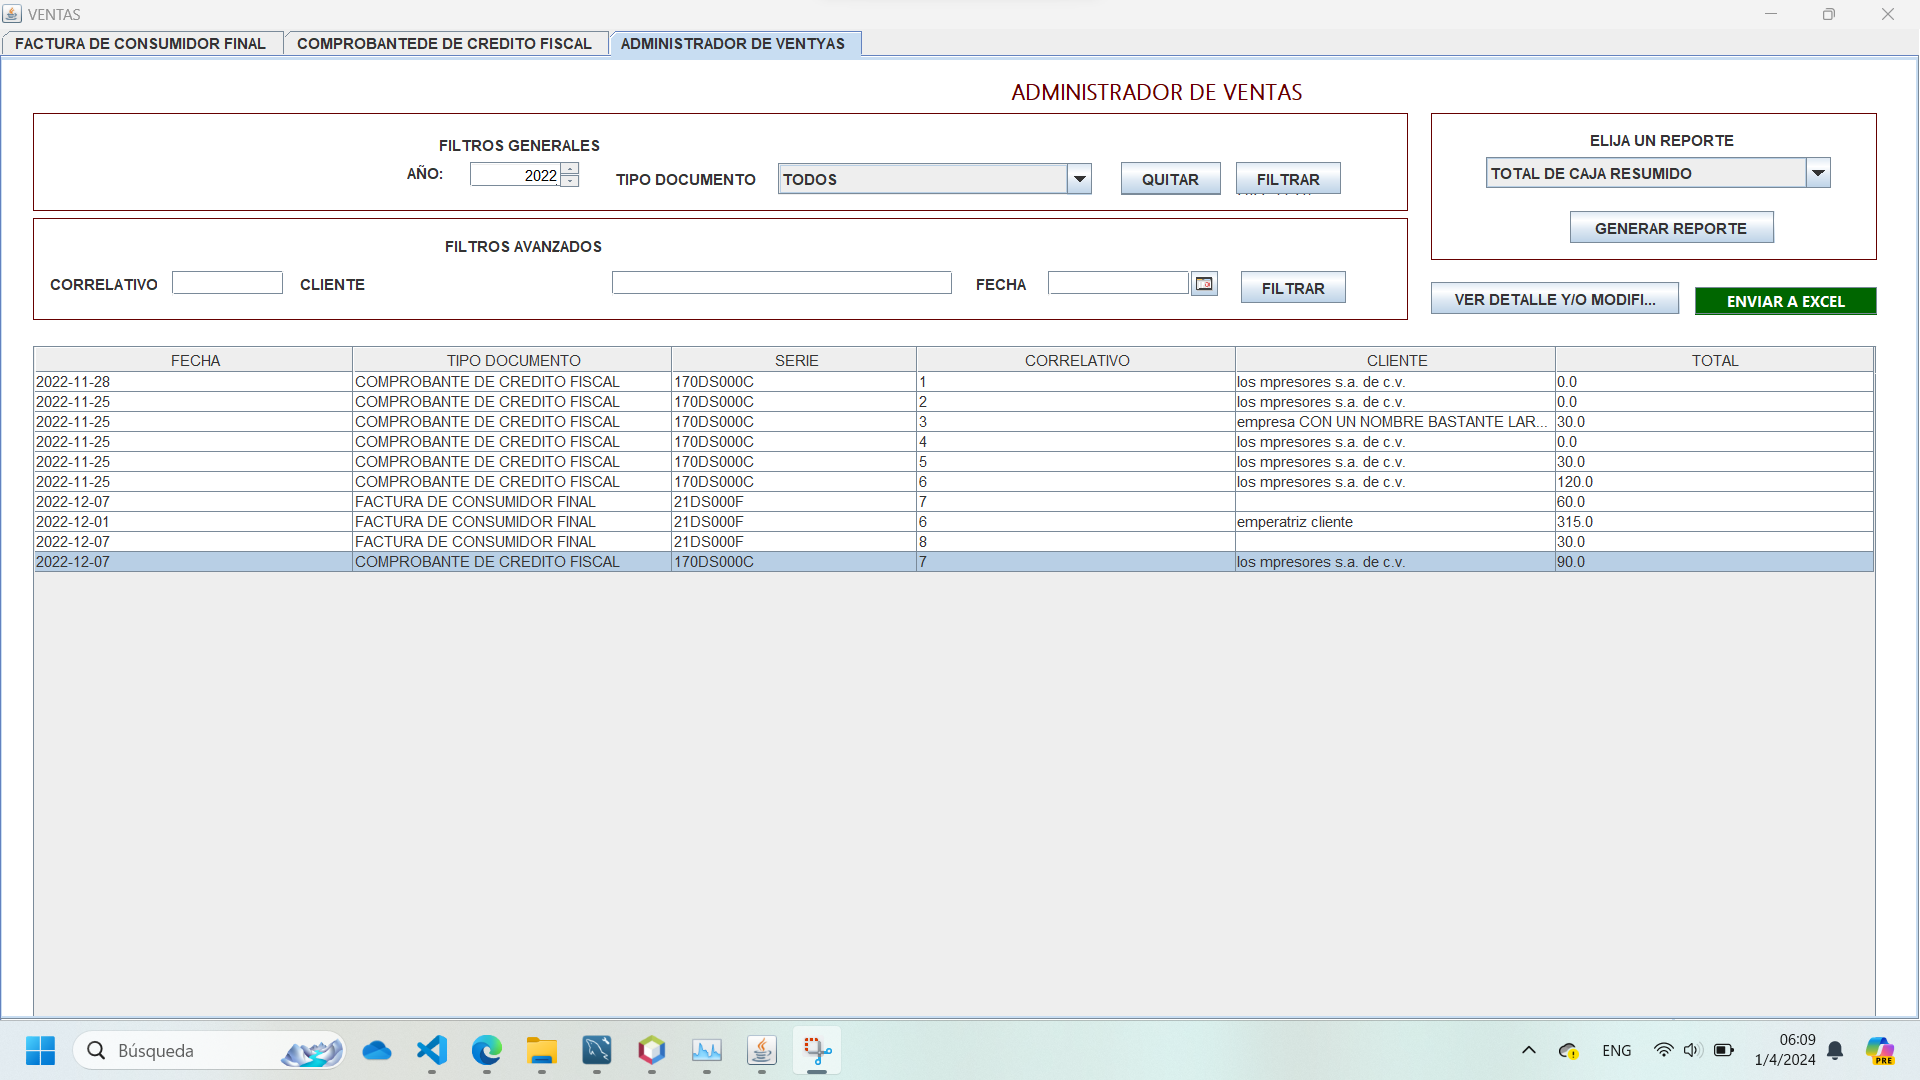 VENTAS
FACTURA DE CONSUMIDOR FINAL COMPROBANTEDE DE CREDITO FISCAL ADMINISTRADOR DE VENTYAS
ADMINISTRADOR DE VENTAS
FILTROS GENERALES
AÑO: 2022 TIPO DOCUMENTO TODOS QUITAR FILTRAR
ELIJA UN REPORTE
TOTAL DE CAJA RESUMIDO
GENERAR REPORTE
FILTROS AVANZADOS
CORRELATIVO CLIENTE FECHA FILTRAR
VER DETALLE Y/O MODIFI... ENVIAR A EXCEL
FECHA TIPO DOCUMENTO SERIE CORRELATIVO CLIENTE TOTAL
2022-11-28 COMPROBANTE DE CREDITO FISCAL 170DS000C 1 los mpresores s.a. de c.v. 0.0
2022-11-25 COMPROBANTE DE CREDITO FISCAL 170DS000C 2 los mpresores s.a. de c.v. 0.0
2022-11-25 COMPROBANTE DE CREDITO FISCAL 170DS000C 3 empresa CON UN NOMBRE BASTANTE LAR... 30.0
2022-11-25 COMPROBANTE DE CREDITO FISCAL 170DS000C 4 los mpresores s.a. de c.v. 0.0
2022-11-25 COMPROBANTE DE CREDITO FISCAL 170DS000C 5 los mpresores s.a. de c.v. 30.0
2022-11-25 COMPROBANTE DE CREDITO FISCAL 170DS000C 6 los mpresores s.a. de c.v. 120.0
2022-12-07 FACTURA DE CONSUMIDOR FINAL 21DS000F 7 60.0
2022-12-01 FACTURA DE CONSUMIDOR FINAL 21DS000F 6 emperatriz cliente 315.0
2022-12-07 FACTURA DE CONSUMIDOR FINAL 21DS000F 8 30.0
2022-12-07 COMPROBANTE DE CREDITO FISCAL 170DS000C 7 los mpresores s.a. de c.v. 90.0
Búsqueda
ENG
06:09
1/4/2024
PRE